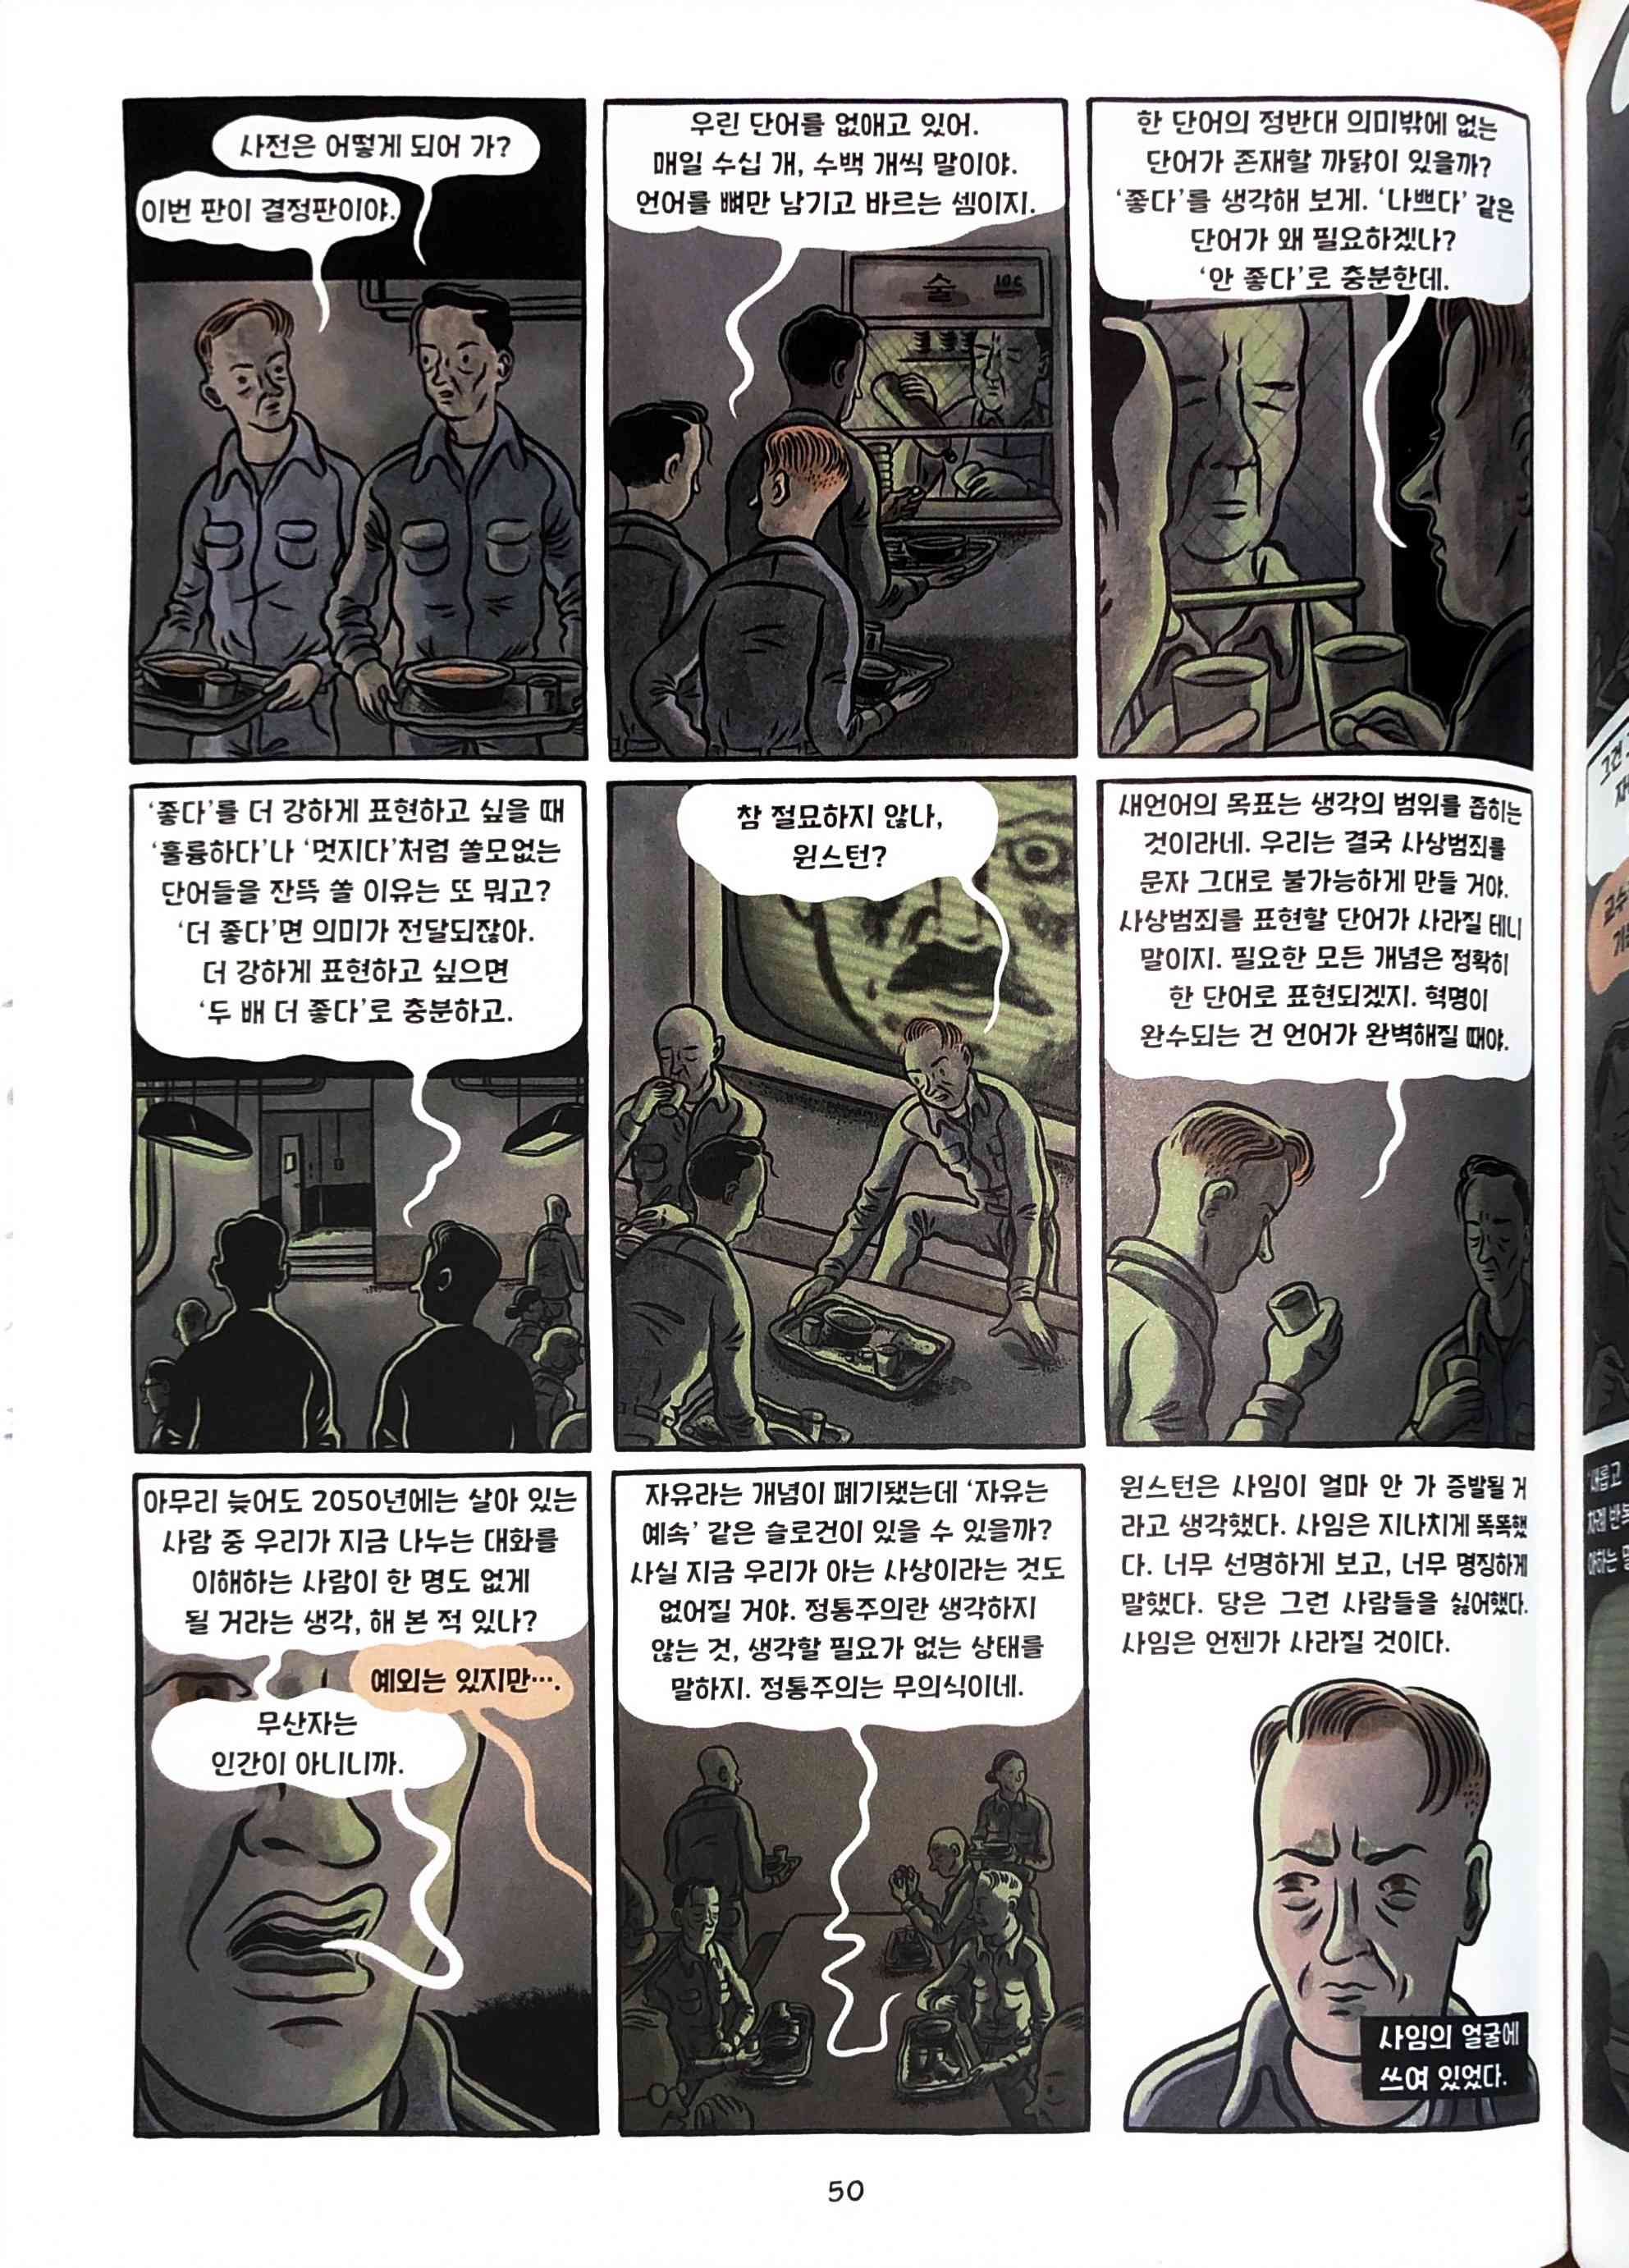 사전은 어떻게 되어 가?
이번 판이 결정판이야.
우린 단어를 없애고 있어.
매일 수십 개, 수백 개씩 말이야.
언어를 뼈만 남기고 바르는 셈이지.
술
10¢
한 단어의 정반대 의미밖에 없는
단어가 존재할 까닭이 있을까?
‘좋다’를 생각해 보게. ‘나쁘다’ 같은
단어가 왜 필요하겠나?
‘안 좋다’로 충분한데.
‘좋다’를 더 강하게 표현하고 싶을 때
‘훌륭하다’나 ‘멋지다’처럼 쓸모없는
단어들을 잔뜩 쓸 이유는 또 뭐고?
‘더 좋다’면 의미가 전달되잖아.
더 강하게 표현하고 싶으면
‘두 배 더 좋다’로 충분하고.
참 절묘하지 않나,
윈스턴?
새언어의 목표는 생각의 범위를 좁히는
것이라네. 우리는 결국 사상범죄를
문자 그대로 불가능하게 만들 거야.
사상범죄를 표현할 단어가 사라질 테니
말이지. 필요한 모든 개념은 정확히
한 단어로 표현되겠지. 혁명이
완수되는 건 언어가 완벽해질 때야.
아무리 늦어도 2050년에는 살아 있는
사람 중 우리가 지금 나누는 대화를
이해하는 사람이 한 명도 없게
될 거라는 생각, 해 본 적 있나?
예외는 있지만….
무산자는
인간이 아니니까.
자유라는 개념이 폐기됐는데 ‘자유는
예속’ 같은 슬로건이 있을 수 있을까?
사실 지금 우리가 아는 사상이라는 것도
없어질 거야. 정통주의란 생각하지
않는 것, 생각할 필요가 없는 상태를
말하지. 정통주의는 무의식이네.
윈스턴은 사임이 얼마 안 가 증발될 거
라고 생각했다. 사임은 지나치게 똑똑했
다. 너무 선명하게 보고, 너무 명징하게
말했다. 당은 그런 사람들을 싫어했다.
사임은 언젠가 사라질 것이다.
사임의 얼굴에
쓰여 있었다.
50
그건
교수
‘새롭고
차례 반복
야하는